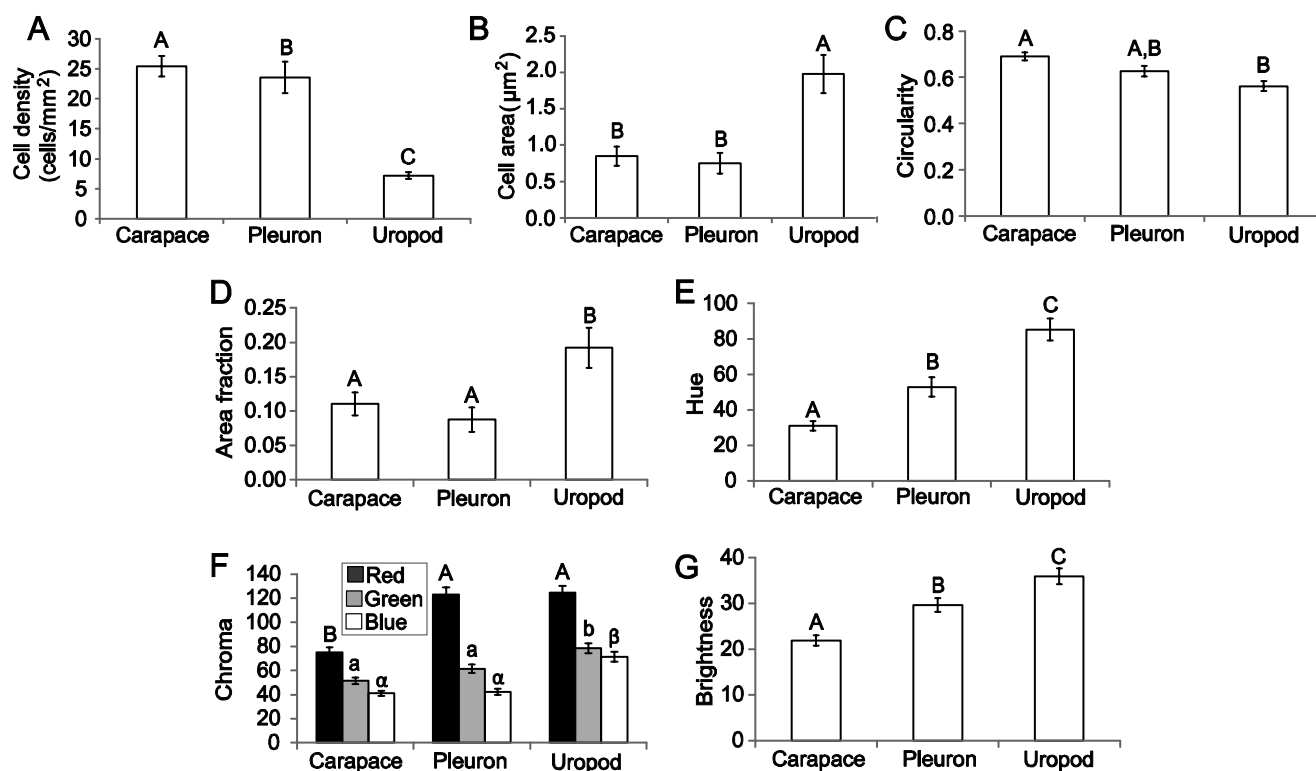 A
Cell density
(cells/mm²)
30
25
20
15
10
5
0
A
B
C
Carapace Pleuron Uropod
B
Cell area (μm²)
2.5
2.0
1.5
1.0
0.5
0.0
B
B
A
Carapace Pleuron Uropod
C
Circularity
0.8
0.6
0.4
0.2
0.0
A
A,B
B
Carapace Pleuron Uropod
D
Area fraction
0.25
0.20
0.15
0.10
0.05
0.00
A
A
B
Carapace Pleuron Uropod
E
Hue
100
80
60
40
20
0
A
B
C
Carapace Pleuron Uropod
F
Chroma
140
120
100
80
60
40
20
0
Red
Green
Blue
B
a
α
A
a
α
A
b
β
Carapace Pleuron Uropod
G
Brightness
40
30
20
10
0
A
B
C
Carapace Pleuron Uropod